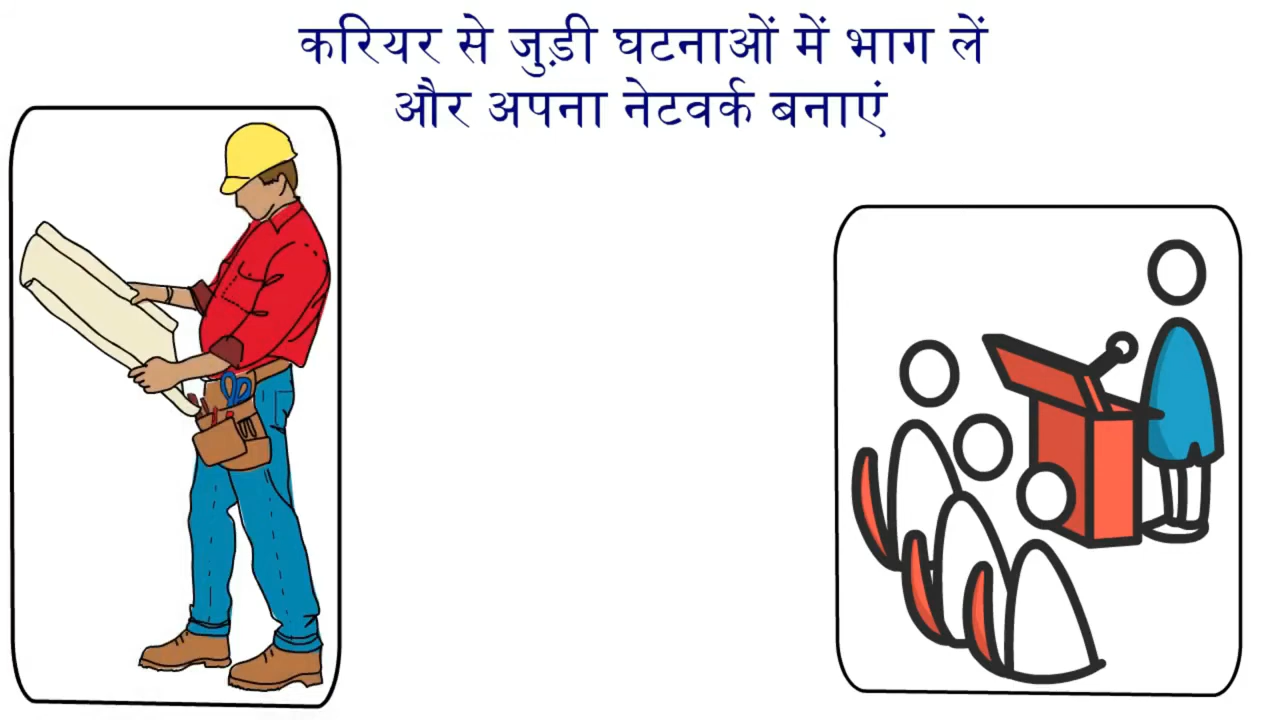 करियर से जुड़ी घटनाओं में भाग लें
और अपना नेटवर्क बनाएं